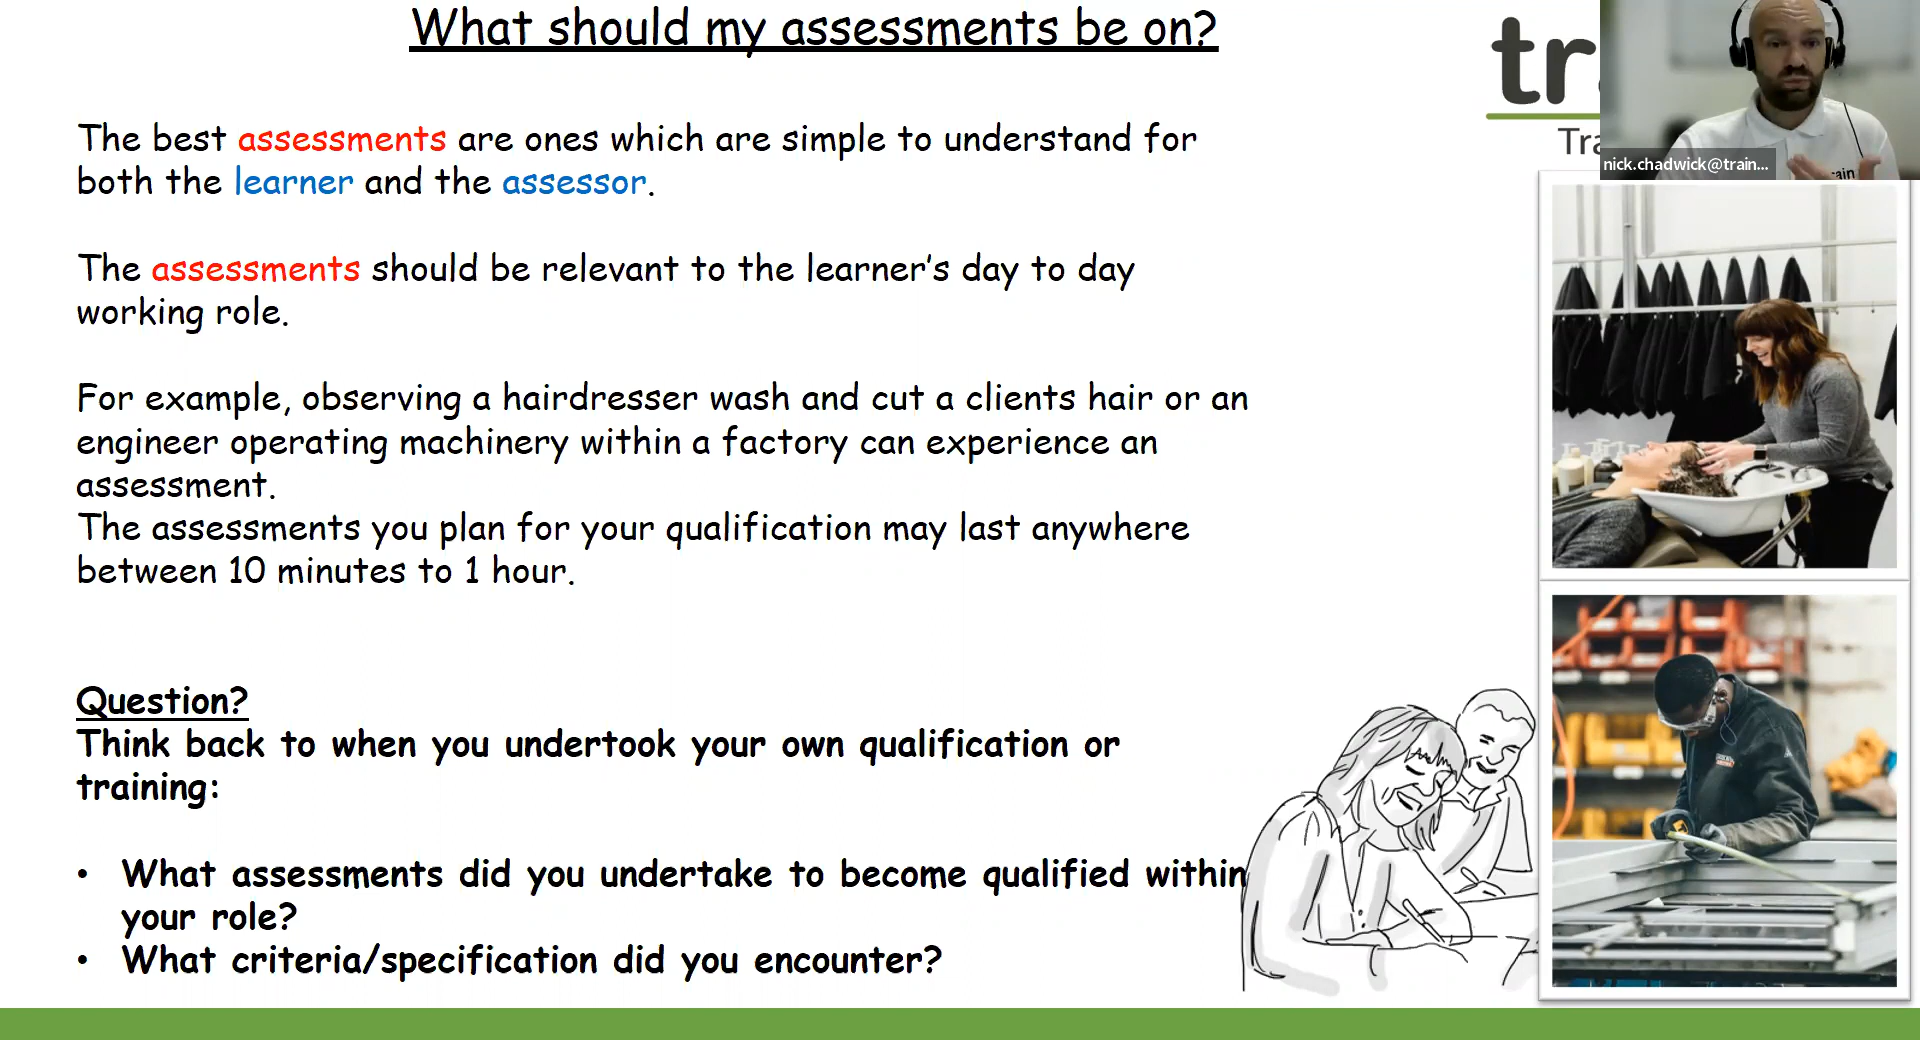 What should my assessments be on?
The best assessments are ones which are simple to understand for
both the learner and the assessor.
The assessments should be relevant to the learner's day to day
working role.
For example, observing a hairdresser wash and cut a clients hair or an
engineer operating machinery within a factory can experience an
assessment.
The assessments you plan for your qualification may last anywhere
between 10 minutes to 1 hour.
Question?
Think back to when you undertook your own qualification or
training:
• What assessments did you undertake to become qualified within
your role?
• What criteria/specification did you encounter?
nick.chadwick@train...